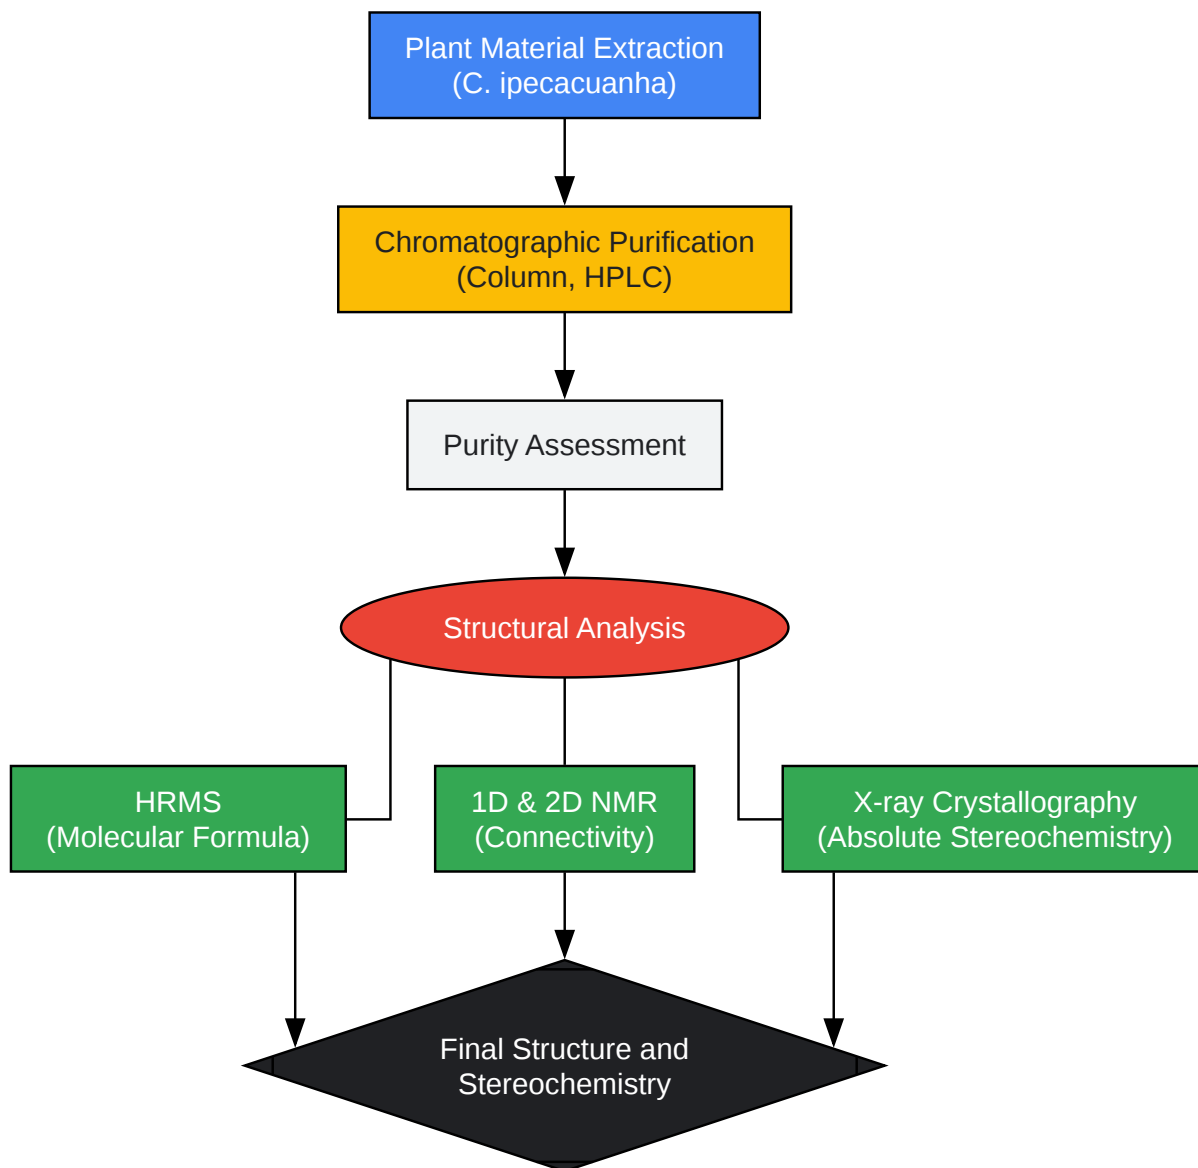 Plant Material Extraction
(C. ipecacuanha)
Chromatographic Purification
(Column, HPLC)
Purity Assessment
Structural Analysis
HRMS
(Molecular Formula)
1D & 2D NMR
(Connectivity)
X-ray Crystallography
(Absolute Stereochemistry)
Final Structure and
Stereochemistry